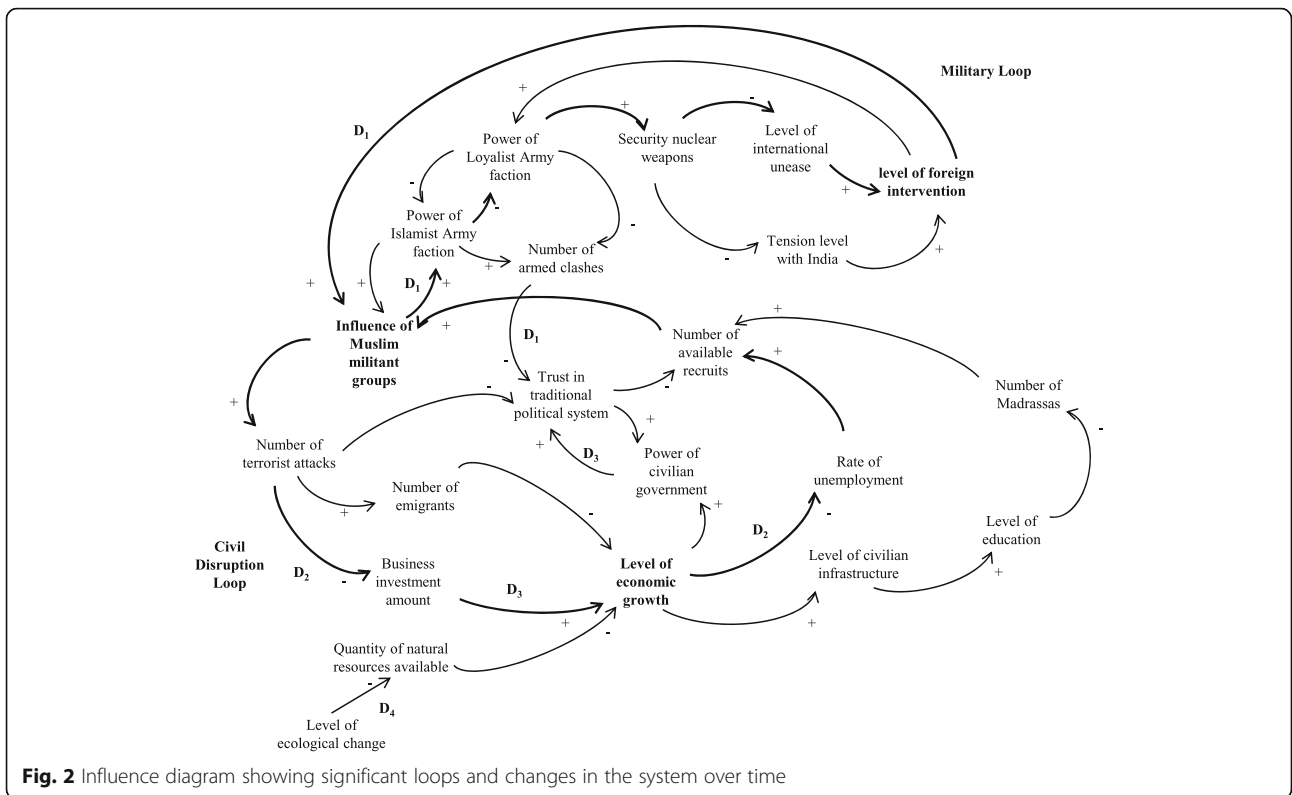 Military Loop
+
D1
+
-
Power of
Loyalist Army
faction
Security nuclear
weapons
Level of
international
unease
level of foreign
intervention
+
-
-
-
Power of
Islamist Army
faction
Number of
armed clashes
Tension level
with India
+
-
+
+
+
D1
+
+
Influence of
Muslim
militant
groups
+
D1
Number of
available
recruits
+
+
-
Trust in
traditional
political system
-
-
Number of
Madrassas
+
+
+
D3
-
Number of
terrorist attacks
Power of
civilian
government
Rate of
unemployment
Number of
emigrants
+
-
+
D2
-
Level of
education
Civil
Disruption
Loop
D2
-
Business
investment
amount
D3
Level of
economic
growth
Level of civilian
infrastructure
+
+
-
+
Quantity of natural
resources available
-
D4
Level of
ecological change
Fig. 2 Influence diagram showing significant loops and changes in the system over time